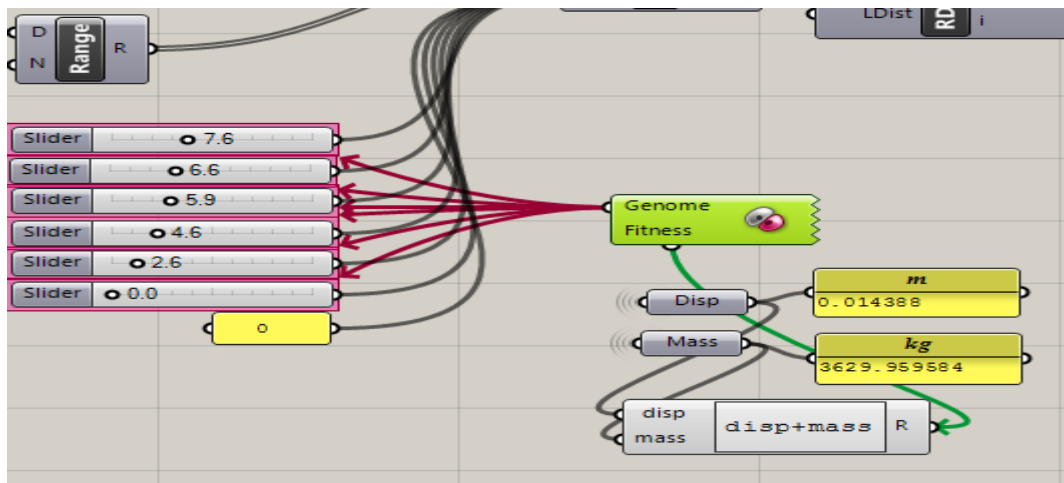 D
N
Range
R
LDist
RD
i
Slider 7.6
Slider 6.6
Slider 5.9
Slider 4.6
Slider 2.6
Slider 0.0
0
Genome
Fitness
Disp
m
0.014388
Mass
kg
3629.959584
disp
mass
disp+mass
R